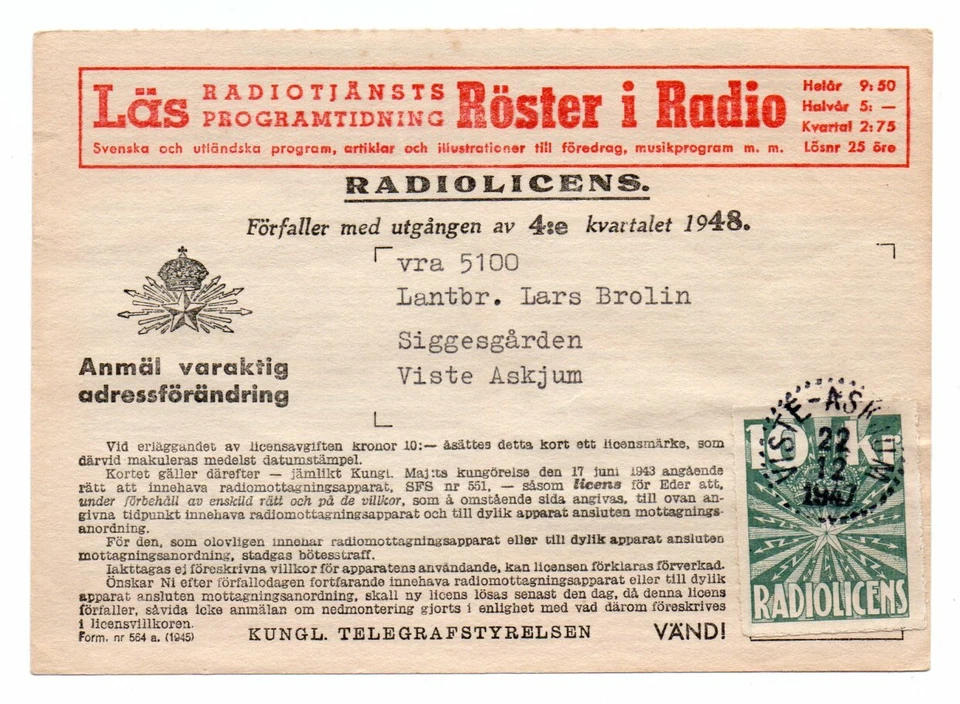 Läs RADIOTJÄNSTS PROGRAMTIDNING Röster i Radio
Helår 9:50
Halvår 5: —
Kvartal 2:75
Lösnr 25 öre
Svenska och utländska program, artiklar och illustrationer till föredrag, musikprogram m. m.
RADIOLICENS.
Förfaller med utgången av 4:e kvartalet 1948.
vra 5100
Lantbr. Lars Brolin
Siggesgården
Viste Askjum
Anmäl varaktig
adressförändring
Vid erläggandet av licensavgiften kronor 10:— åsättes detta kort ett licensmärke, som
därvid makuleras medelst datumstämpel.
Kortet gäller därefter — jämlikt Kungl. Maj:ts kungörelse den 17 juni 1943 angående
rätt att innehava radiomottagningsapparat, SFS nr 551, — såsom licens för Eder att,
under förbehåll av enskild rätt och på de villkor, som å omstående sida angivas, till ovan an-
givna tidpunkt innehava radiomottagningsapparat och till dylik apparat ansluten mottagnings-
anordning.
För den, som olovligen innehar radiomottagningsapparat eller till dylik apparat ansluten
mottagningsanordning, stadgas bötesstraff.
Iakttagas ej föreskrivna villkor för apparatens användande, kan licensen förklaras förverkad.
Önskar Ni efter förfallodagen fortfarande innehava radiomottagningsapparat eller till dylik
apparat ansluten mottagningsanordning, skall ny licens lösas senast den dag, då denna licens
förfaller, såvida icke anmälan om nedmontering gjorts i enlighet med vad därom föreskrives
i licensvillkoren.
Form. nr 564 a. (1945)
KUNGL. TELEGRAFSTYRELSEN
VÄND!
10 Kr
VISTE-ASKJUM
22
12
1947
RADIOLICENS